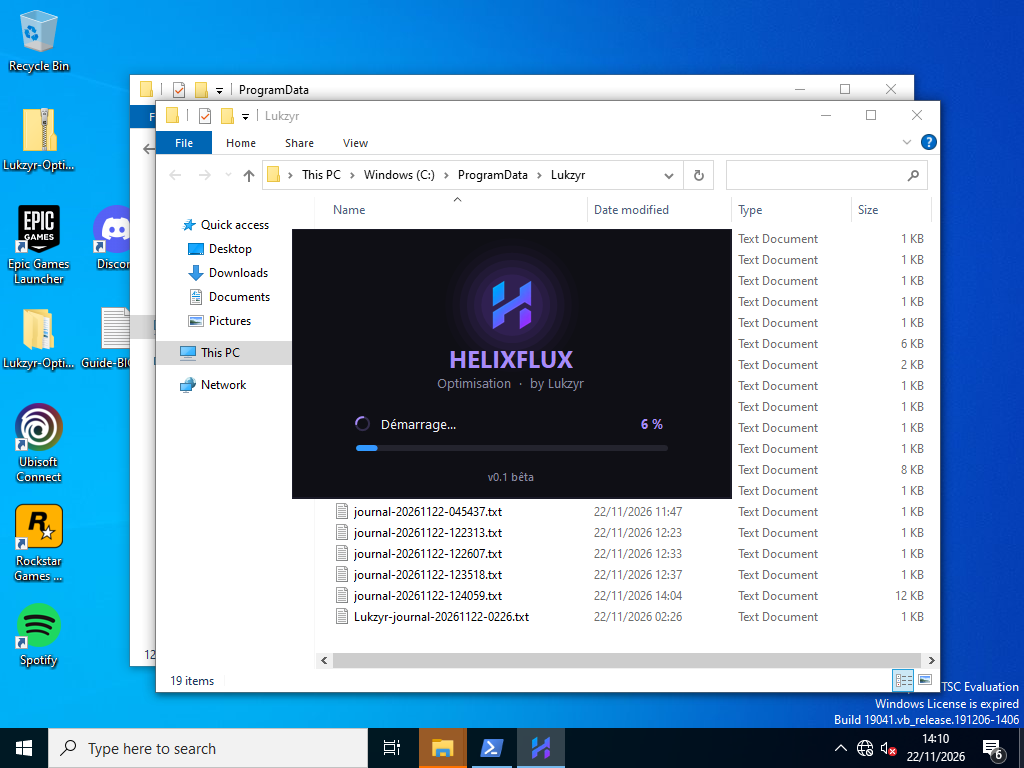 Recycle Bin
Lukzyr-Opti...
Epic Games
Launcher
EPIC
GAMES
Discor
Lukzyr-Opti...
Guide-BI
Ubisoft
Connect
Rockstar
Games ...
Spotify
ProgramData
F
12
Lukzyr
File
Home
Share
View
This PC
Windows (C:)
ProgramData
Lukzyr
Name
Date modified
Type
Size
Quick access
Desktop
Downloads
Documents
Pictures
This PC
Network
Text Document 1 KB
Text Document 1 KB
Text Document 1 KB
Text Document 1 KB
Text Document 1 KB
Text Document 6 KB
Text Document 2 KB
Text Document 1 KB
Text Document 1 KB
Text Document 1 KB
Text Document 1 KB
Text Document 8 KB
Text Document 1 KB
journal-20261122-045437.txt 22/11/2026 11:47 Text Document 1 KB
journal-20261122-122313.txt 22/11/2026 12:23 Text Document 1 KB
journal-20261122-122607.txt 22/11/2026 12:33 Text Document 1 KB
journal-20261122-123518.txt 22/11/2026 12:37 Text Document 1 KB
journal-20261122-124059.txt 22/11/2026 14:04 Text Document 12 KB
Lukzyr-journal-20261122-0226.txt 22/11/2026 02:26 Text Document 1 KB
19 items
HELIXFLUX
Optimisation · by Lukzyr
Démarrage... 6 %
v0.1 bêta
TSC Evaluation
Windows License is expired
Build 19041.vb_release.191206-1406
Type here to search
14:10
22/11/2026
6